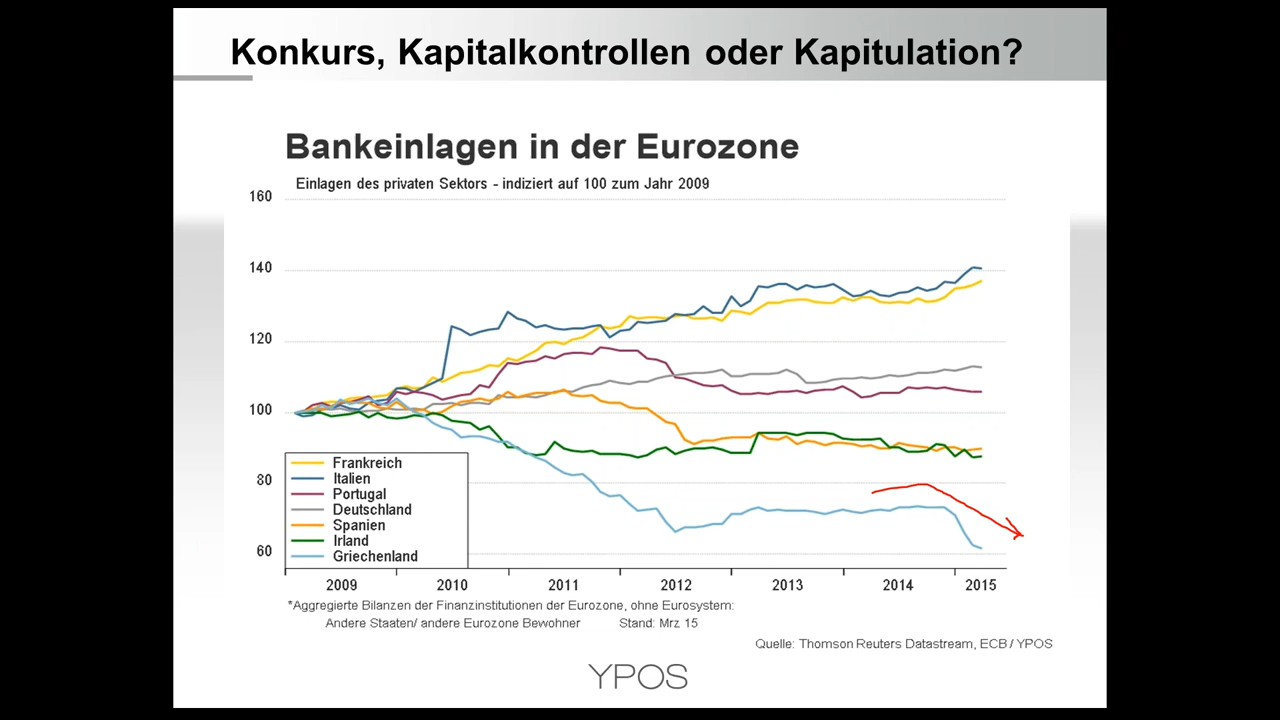 Konkurs, Kapitalkontrollen oder Kapitulation?
Bankeinlagen in der Eurozone
Einlagen des privaten Sektors - indiziert auf 100 zum Jahr 2009
160
140
120
100
80
60
Frankreich
Italien
Portugal
Deutschland
Spanien
Irland
Griechenland
2009 2010 2011 2012 2013 2014 2015
*Aggregierte Bilanzen der Finanzinstitutionen der Eurozone, ohne Eurosystem:
Andere Staaten/ andere Eurozone Bewohner Stand: Mrz 15
Quelle: Thomson Reuters Datastream, ECB / YPOS
YPOS